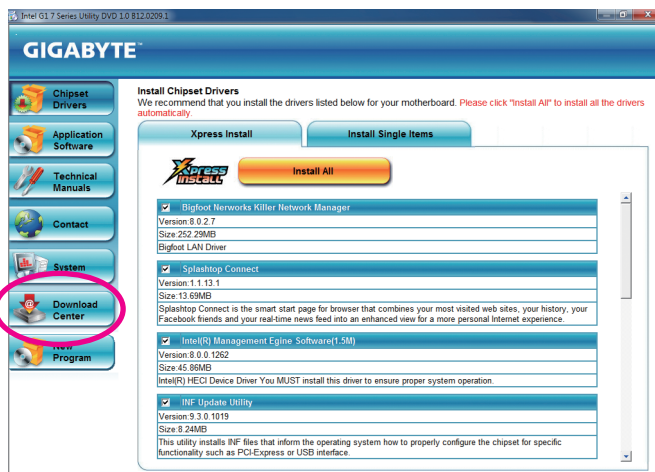 Intel G1 7 Series Utility DVD 1.0 B12.0209.1
GIGABYTE™
Chipset
Drivers
Application
Software
Technical
Manuals
Contact
System
Download
Center
New
Program
Install Chipset Drivers
We recommend that you install the drivers listed below for your motherboard. Please click "Install All" to install all the drivers
automatically.
Xpress Install
Install Single Items
Xpress
INSTALL
Install All
Bigfoot Nerworks Killer Network Manager
Version:8.0.2.7
Size:252.29MB
Bigfoot LAN Driver
Splashtop Connect
Version:1.1.13.1
Size:13.69MB
Splashtop Connect is the smart start page for browser that combines your most visited web sites, your history, your
Facebook friends and your real-time news feed into an enhanced view for a more personal Internet experience.
Intel(R) Management Egine Software(1.5M)
Version:8.0.0.1262
Size:45.86MB
Intel(R) HECI Device Driver You MUST install this driver to ensure proper system operation.
INF Update Utility
Version:9.3.0.1019
Size:8.24MB
This utility installs INF files that inform the operating system how to properly configure the chipset for specific
functionality such as PCI-Express or USB interface.